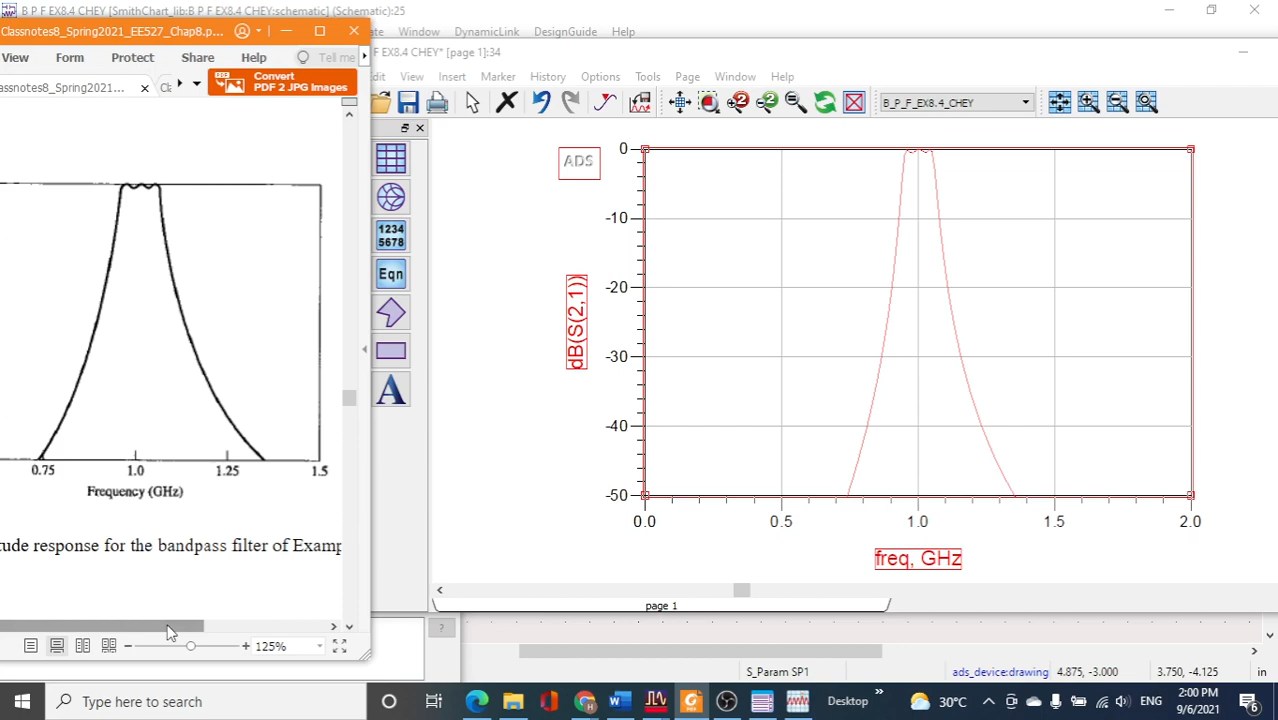 B P F EX8.4 CHEY [SmithChart_lib:B P F EX8.4 CHEY:schematic] (Schematic):25
Classnotes8_Spring2021_EE527_Chap8.p...
Window DynamicLink DesignGuide Help
F EX8.4 CHEY* [page 1]:34
View Form Protect Share Help Tell me
View Insert Marker History Options Tools Page Window Help
Classnotes8_Spring2021...
Convert
PDF 2 JPG Images
B_P_F_EX8.4_CHEY
ADS
1234
5678
Eqn
A
0
-10
-20
-30
-40
-50
dB(S(2,1))
0.0 0.5 1.0 1.5 2.0
freq, GHz
0.75 1.0 1.25 1.5
Frequency (GHz)
tude response for the bandpass filter of Examp
page 1
125%
?
S_Param SP1 ads_device:drawing 4.875, -3.000 3.750, -4.125 in
Type here to search
Desktop
30°C
ENG
2:00 PM
9/6/2021
6